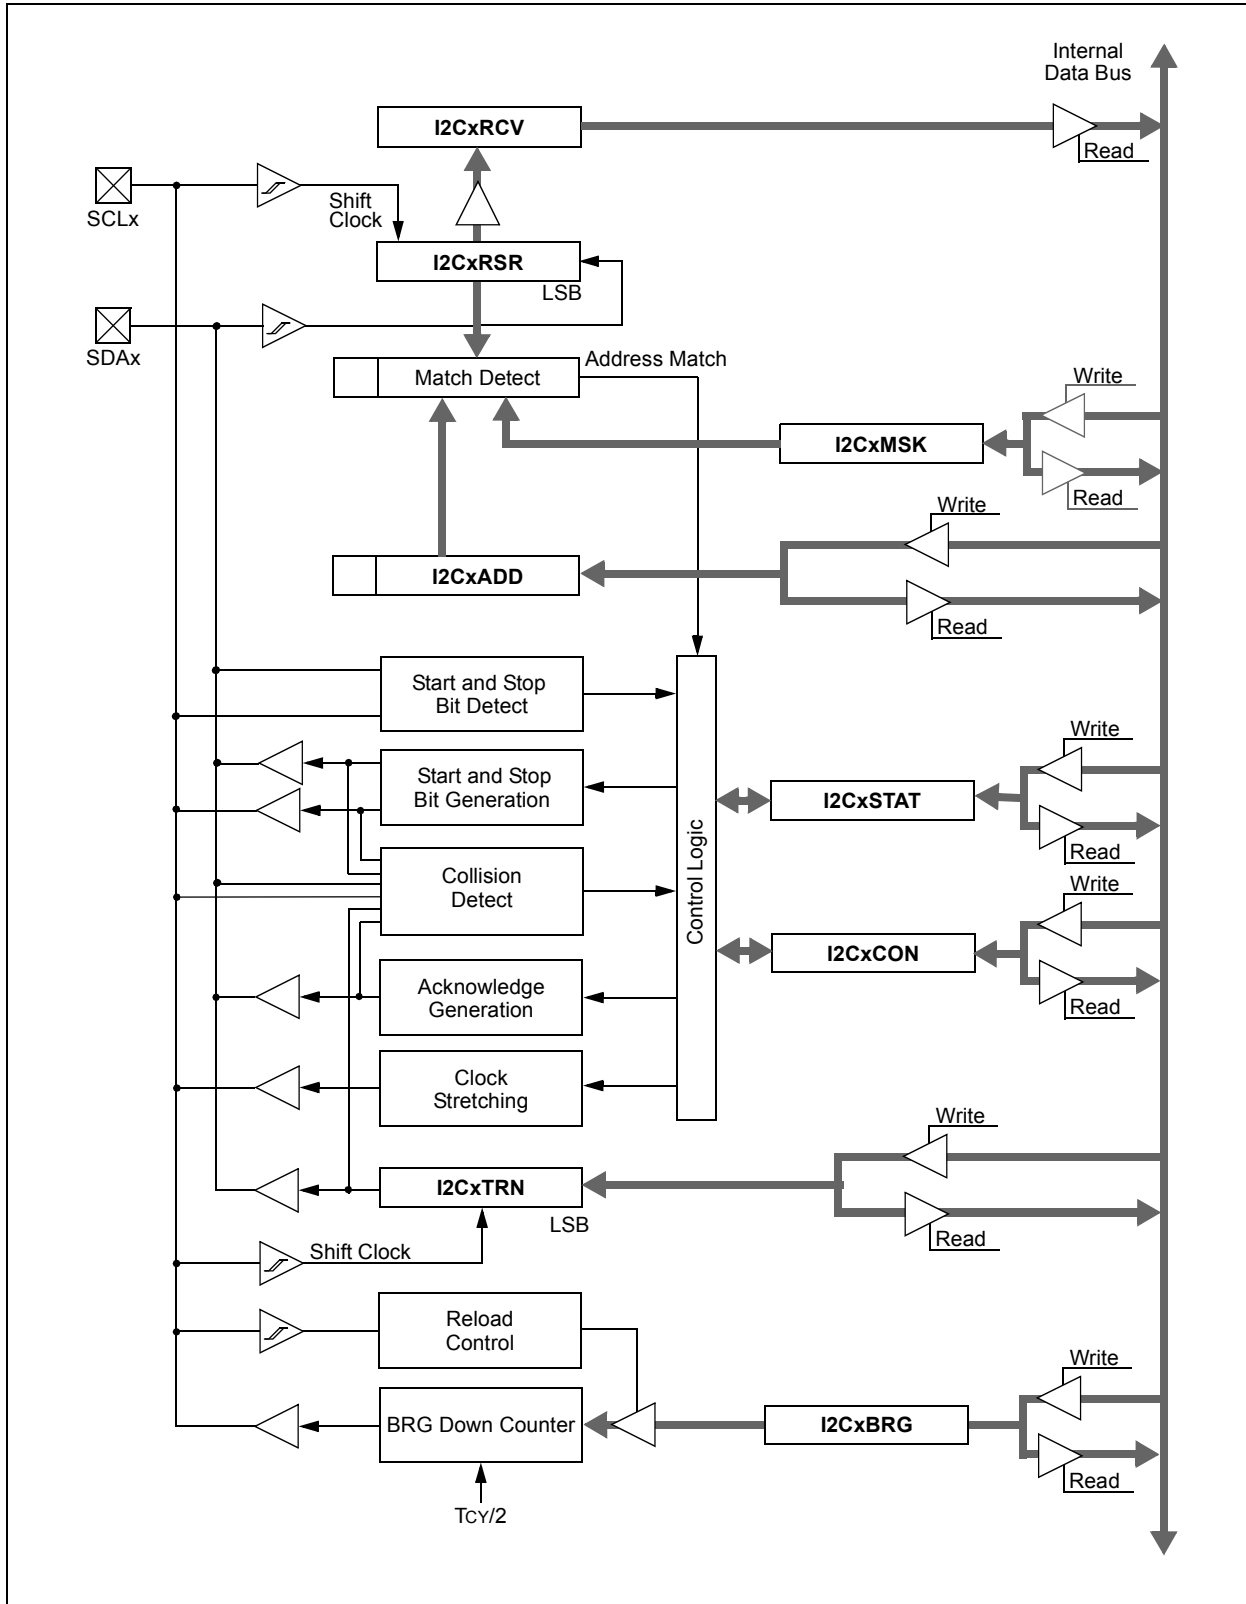 Internal
Data Bus
I2CxRCV
Read
SCLx
Shift
Clock
I2CxRSR
LSB
SDAx
Address Match
Match Detect
Write
I2CxMSK
Read
Write
I2CxADD
Read
Start and Stop
Bit Detect
Write
Start and Stop
Bit Generation
I2CxSTAT
Read
Control Logic
Collision
Detect
Write
I2CxCON
Read
Acknowledge
Generation
Clock
Stretching
Write
I2CxTRN
LSB
Read
Shift Clock
Reload
Control
Write
BRG Down Counter
I2CxBRG
Read
TCY/2